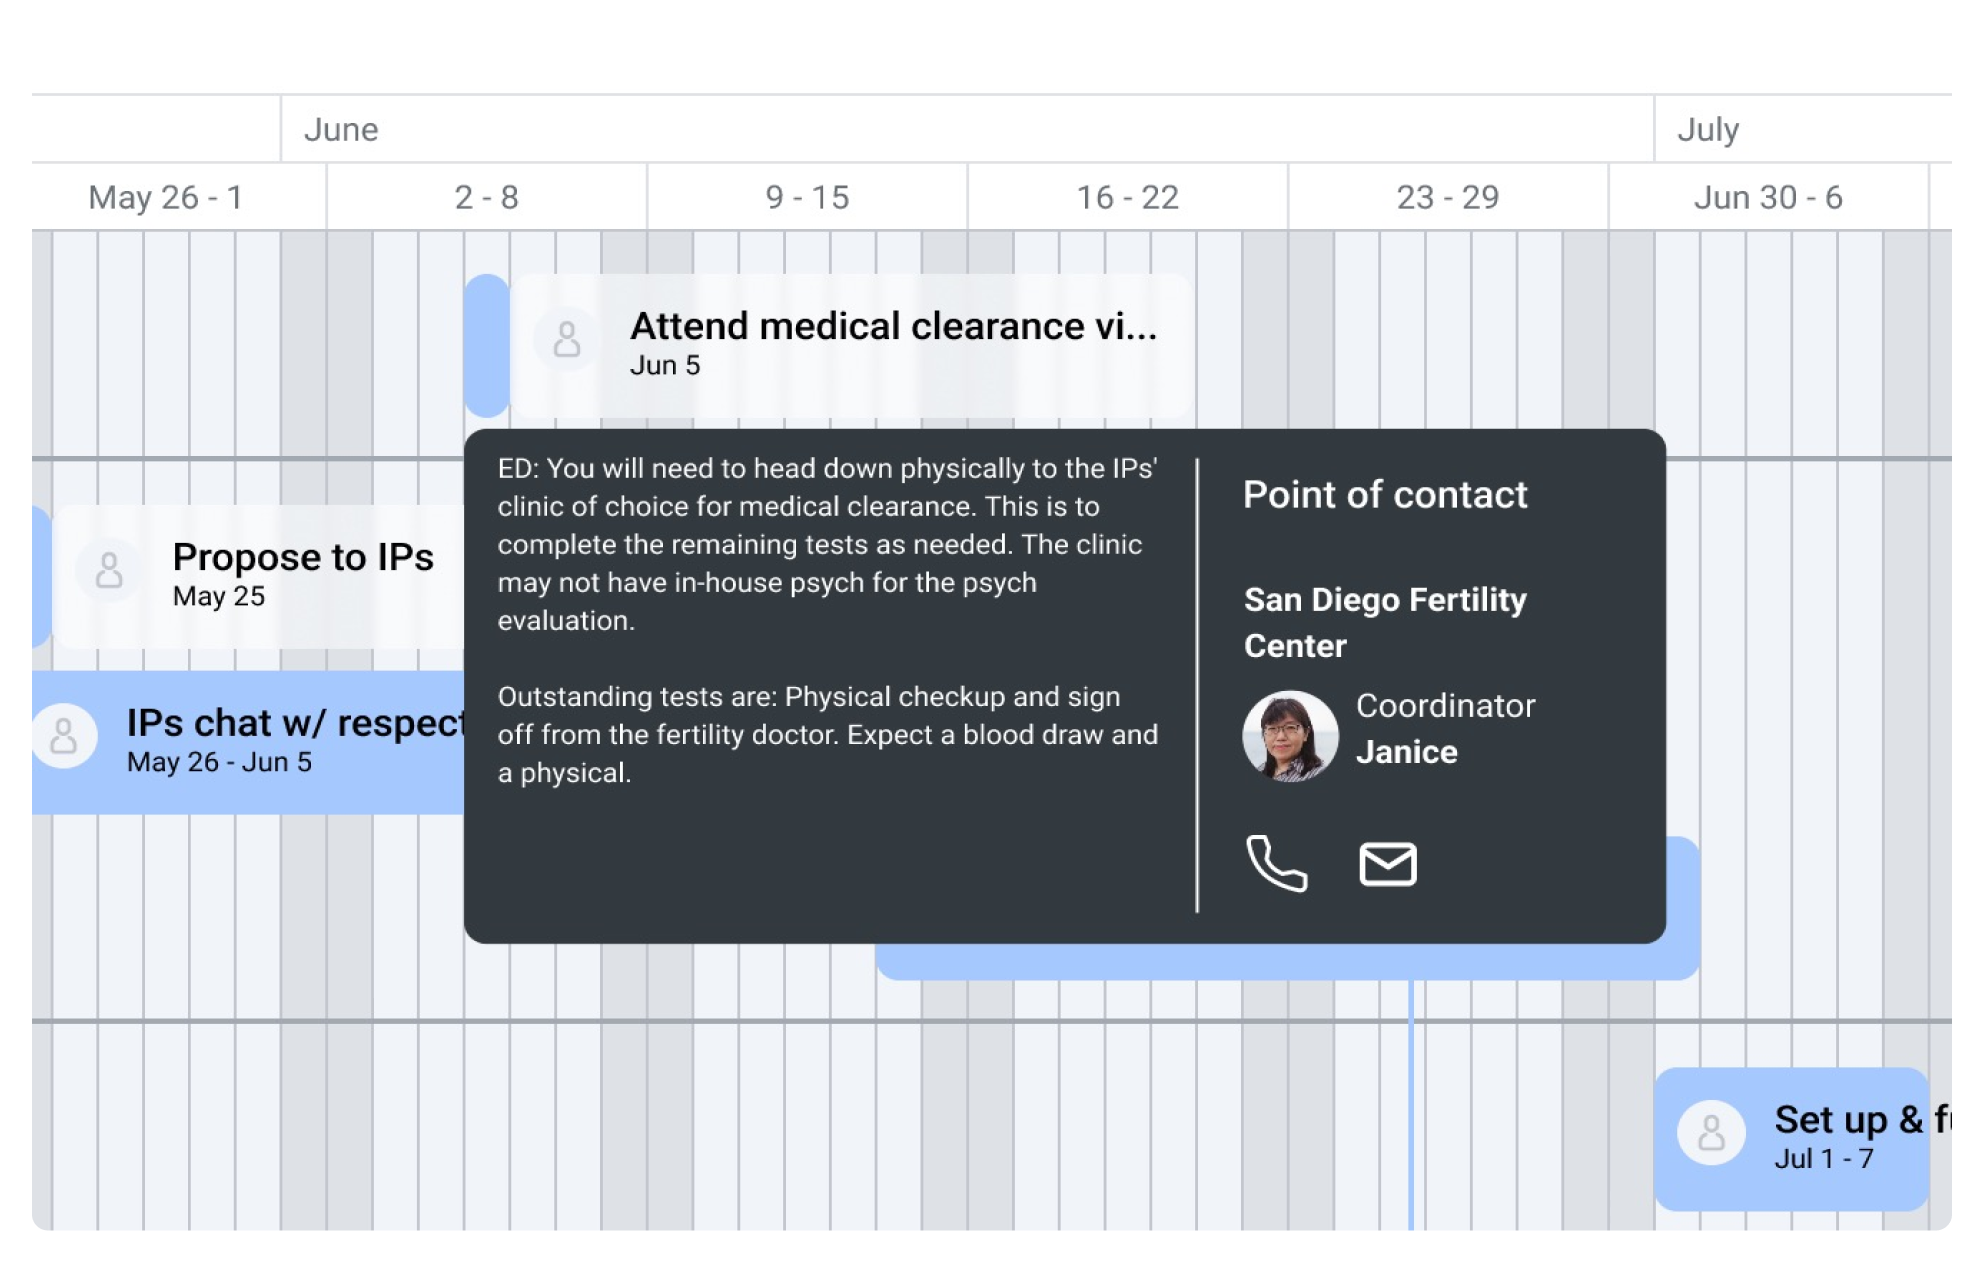 June
July
May 26 - 1
2 - 8
9 - 15
16 - 22
23 - 29
Jun 30 - 6
Attend medical clearance vi...
Jun 5
Propose to IPs
May 25
IPs chat w/ respect
May 26 - Jun 5
ED: You will need to head down physically to the IPs'
clinic of choice for medical clearance. This is to
complete the remaining tests as needed. The clinic
may not have in-house psych for the psych
evaluation.
Outstanding tests are: Physical checkup and sign
off from the fertility doctor. Expect a blood draw and
a physical.
Point of contact
San Diego Fertility
Center
Coordinator
Janice
Set up & fu
Jul 1 - 7